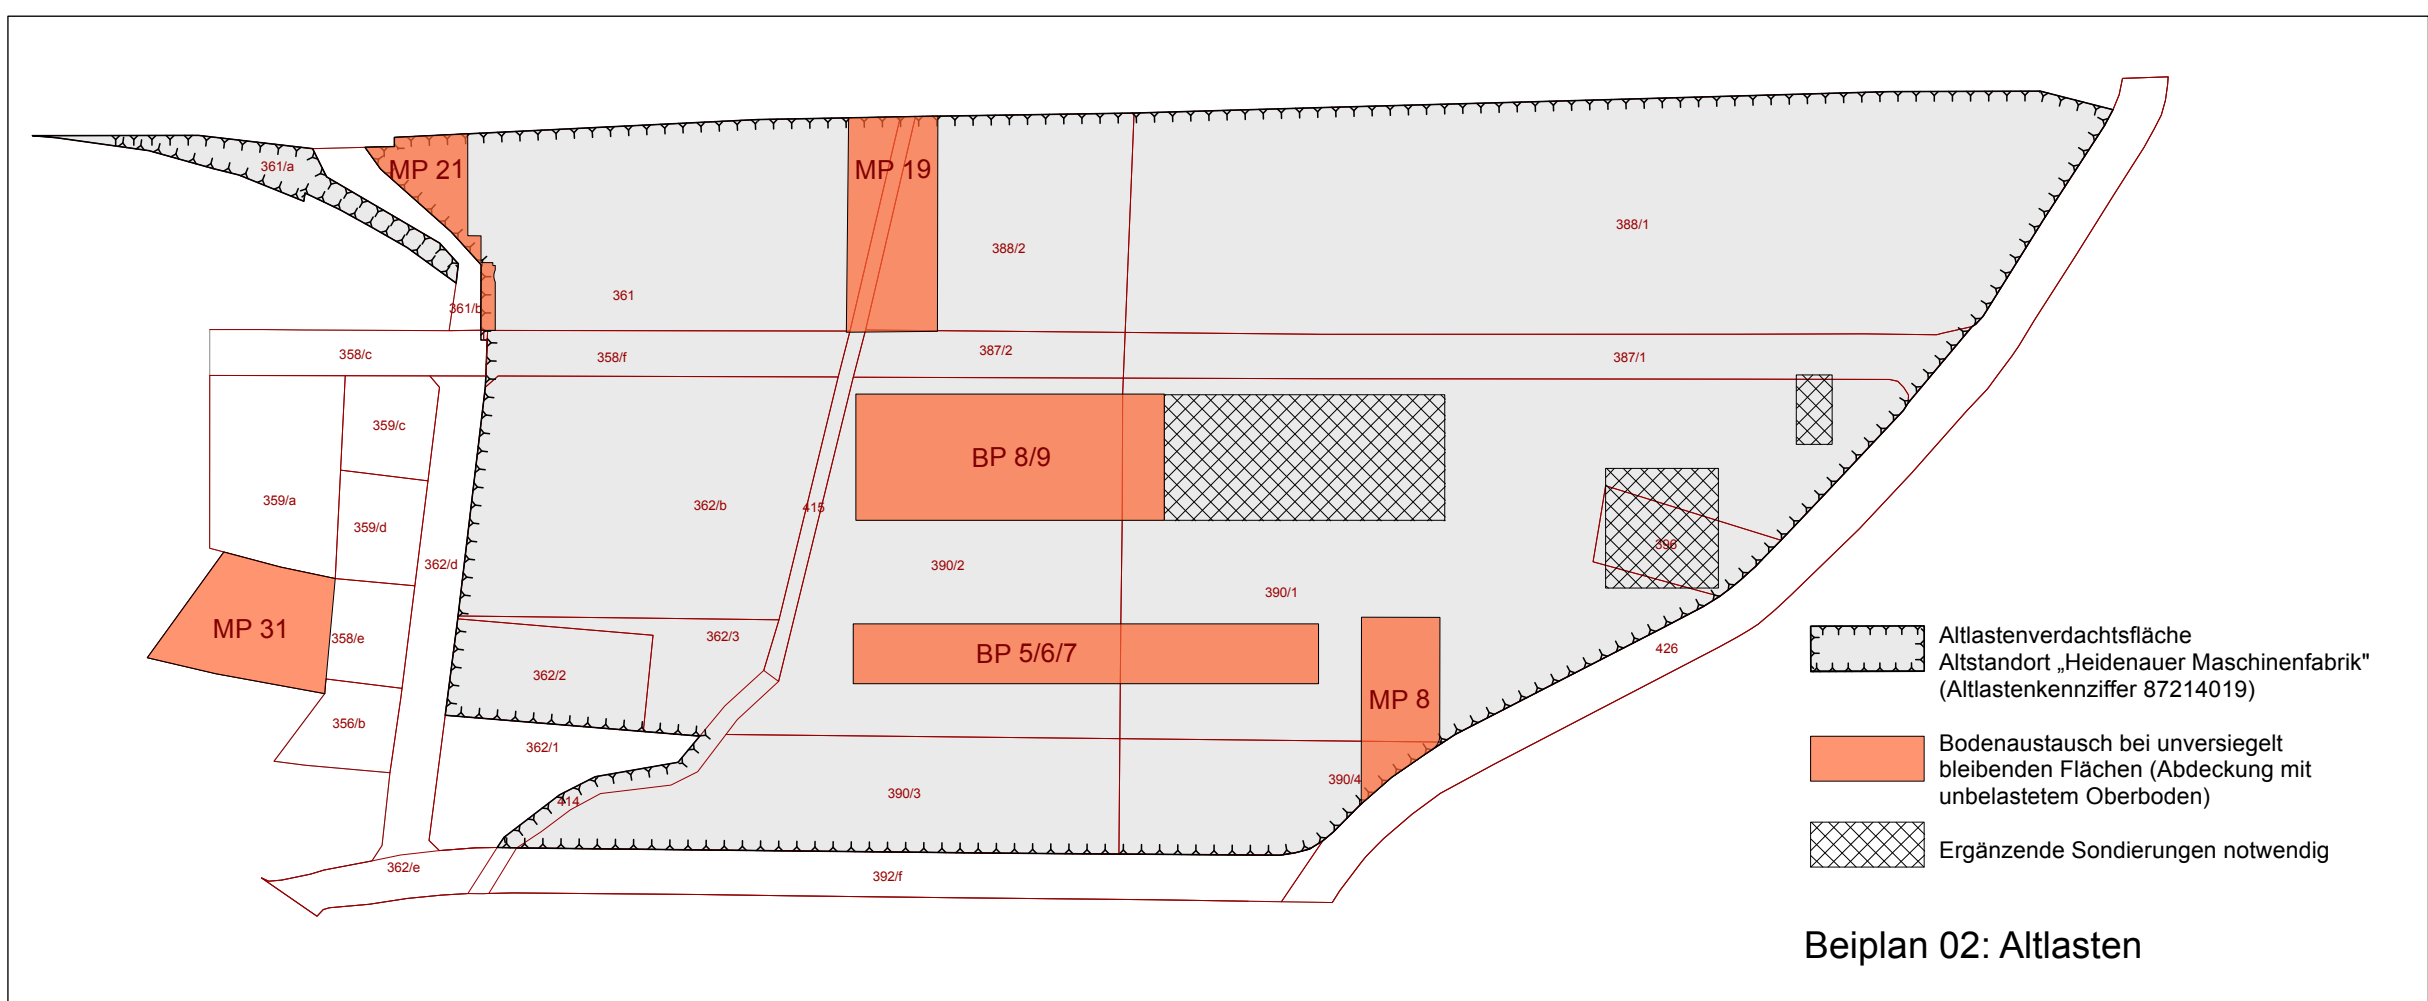 361/a
MP 21
MP 19
388/1
388/2
361
361/b
358/c
358/f
387/2
387/1
359/c
BP 8/9
359/a
362/b
415
359/d
396
362/d
390/2
390/1
MP 31
358/e
362/3
BP 5/6/7
426
362/2
MP 8
356/b
362/1
390/4
390/3
414
362/e
392/f
Altlastenverdachtsfläche
Altstandort „Heidenauer Maschinenfabrik"
(Altlastenkennziffer 87214019)
Bodenaustausch bei unversiegelt
bleibenden Flächen (Abdeckung mit
unbelastetem Oberboden)
Ergänzende Sondierungen notwendig
Beiplan 02: Altlasten